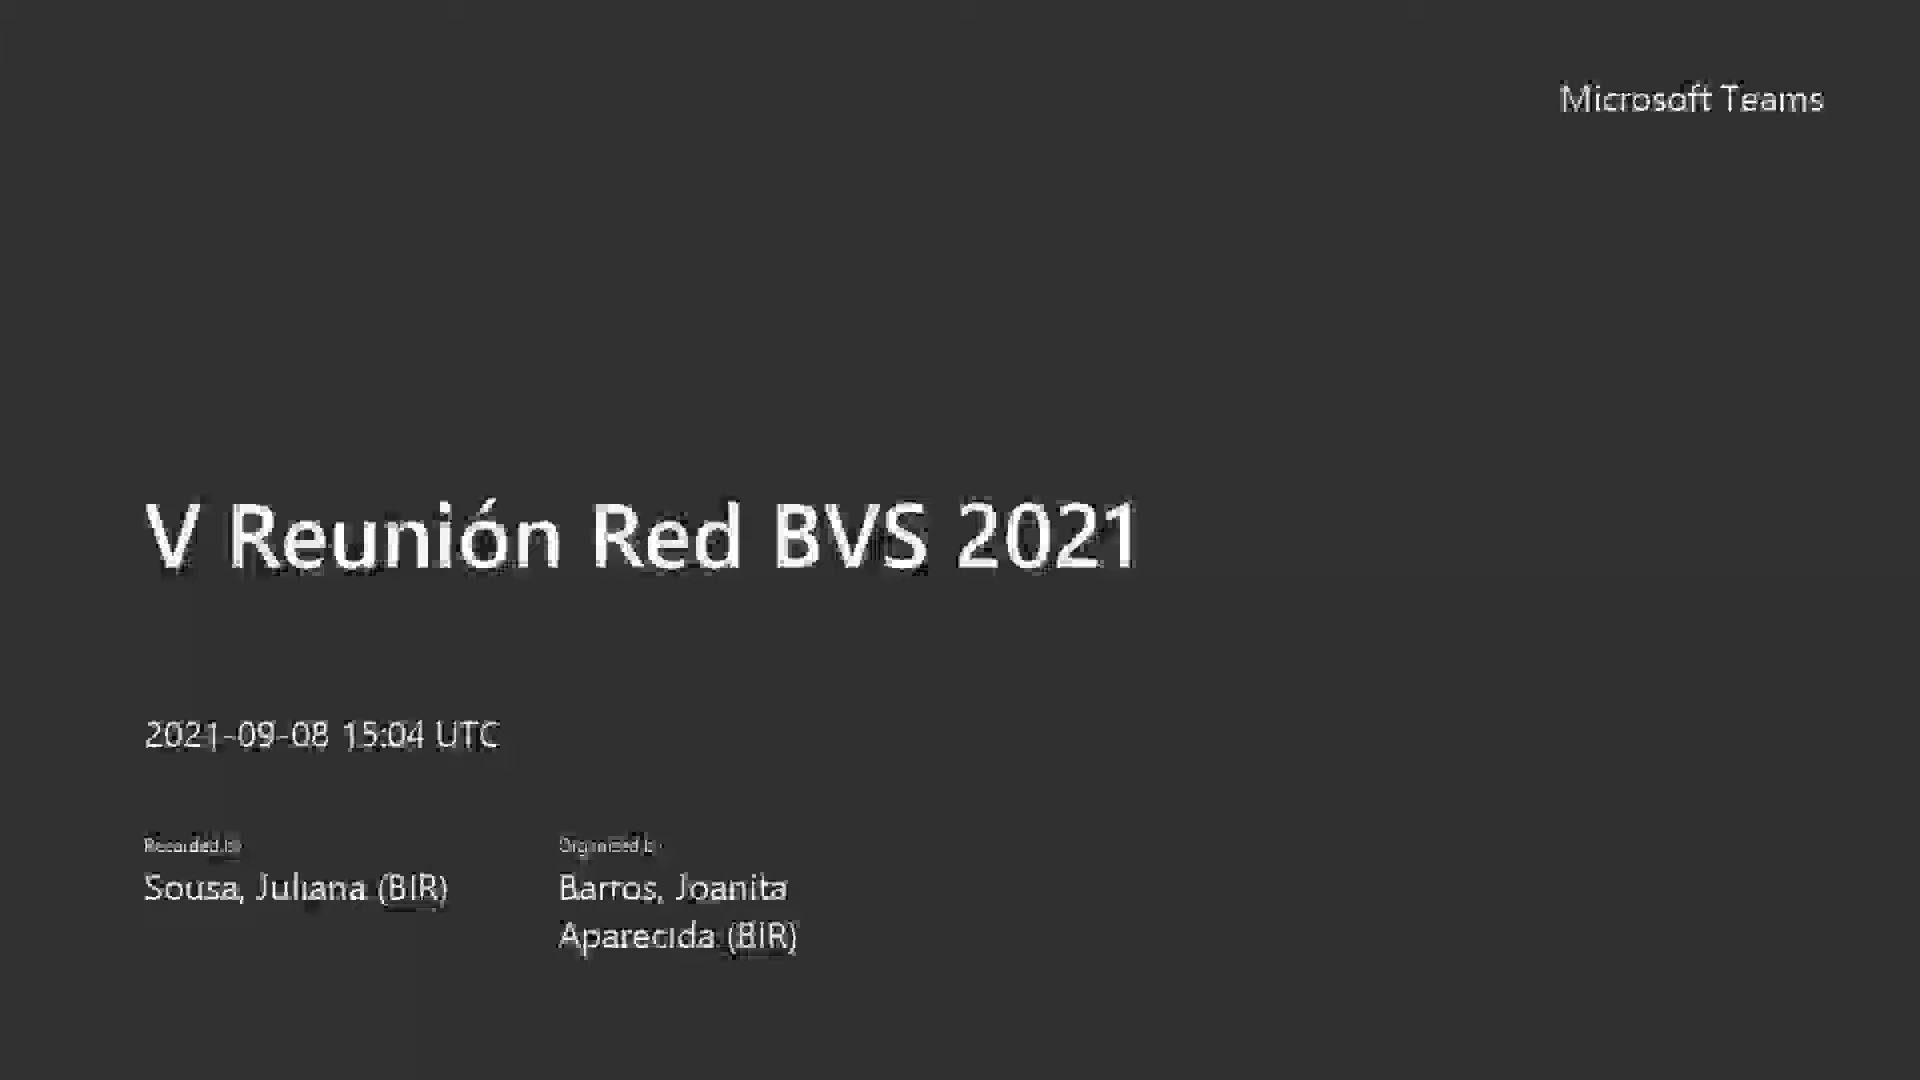 Microsoft Teams
V Reunión Red BVS 2021
2021-09-08 15:04 UTC
Recorded by
Organized by
Sousa, Juliana (BIR)
Barros, Joanita
Aparecida (BIR)